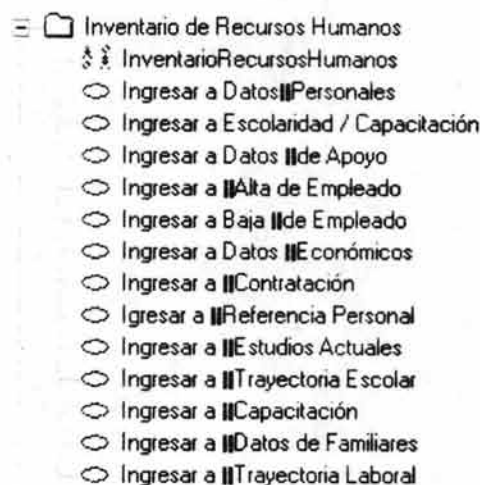 Inventario de Recursos Humanos
InventarioRecursosHumanos
Ingresar a Datos||Personales
Ingresar a Escolaridad / Capacitación
Ingresar a Datos ||de Apoyo
Ingresar a ||Alta de Empleado
Ingresar a Baja ||de Empleado
Ingresar a Datos ||Económicos
Ingresar a ||Contratación
Igresar a ||Referencia Personal
Ingresar a ||Estudios Actuales
Ingresar a ||Trayectoria Escolar
Ingresar a ||Capacitación
Ingresar a ||Datos de Familiares
Ingresar a ||Trayectoria Laboral